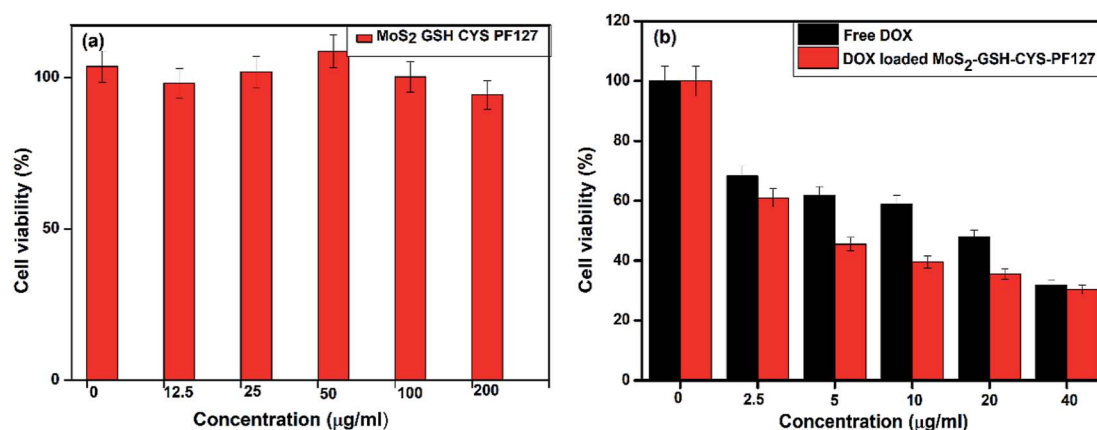 (a)
MoS2 GSH CYS PF127
Cell viability (%)
100
50
0
0 12.5 25 50 100 200
Concentration (μg/ml)
(b)
Free DOX
DOX loaded MoS2-GSH-CYS-PF127
Cell viability (%)
120
100
80
60
40
20
0
0 2.5 5 10 20 40
Concentration (μg/ml)